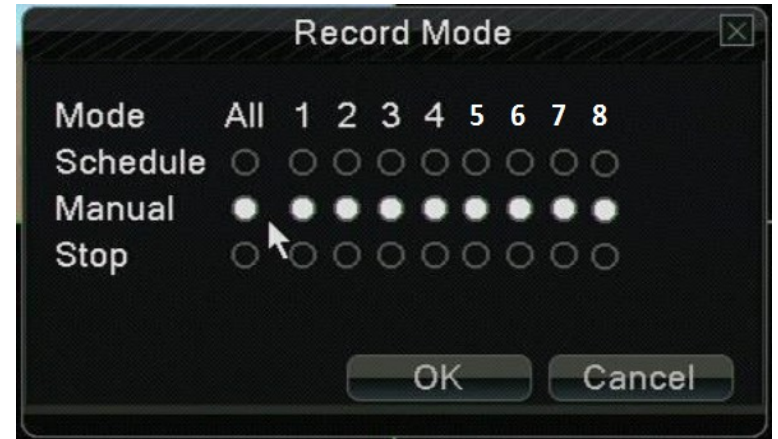 Record Mode
Mode All 1 2 3 4 5 6 7 8
Schedule
Manual
Stop
OK Cancel